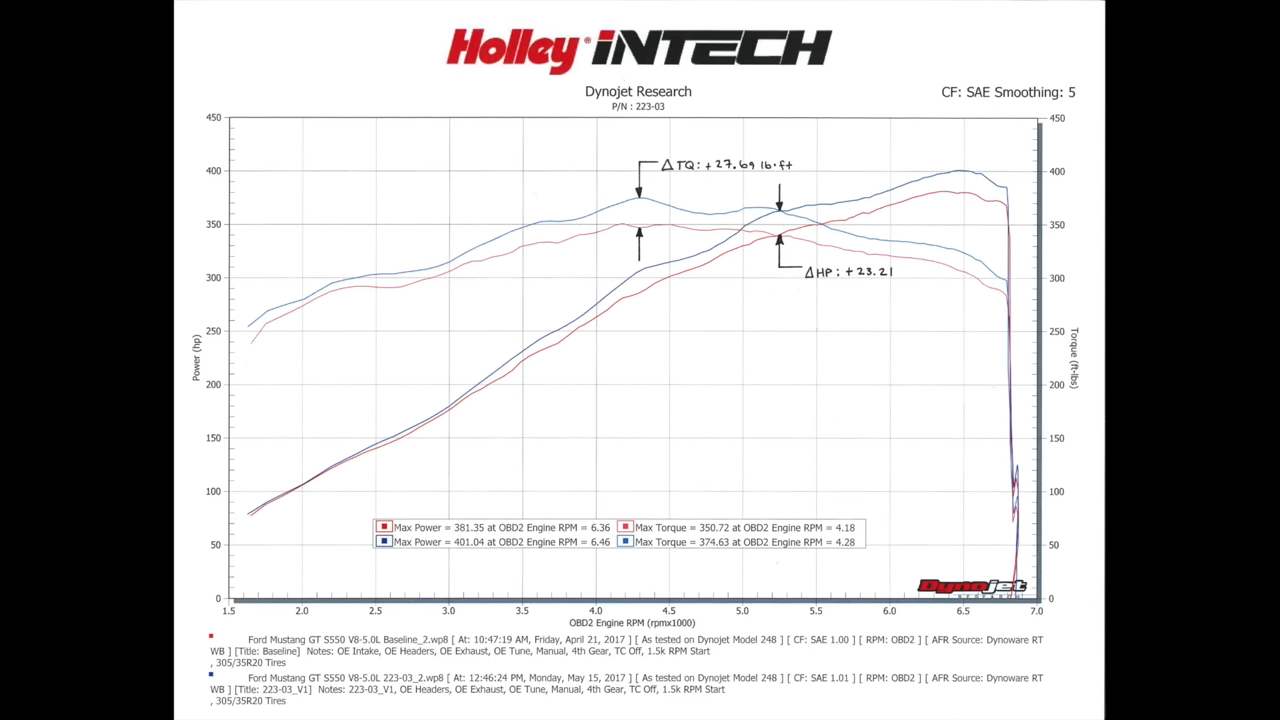 Holley® iNTECH
Dynojet Research
CF: SAE Smoothing: 5
P/N : 223-03
450
450
400
400
350
350
300
300
250
250
200
200
150
150
100
100
50
50
0
0
Power (hp)
Torque (ft-lbs)
Δ TQ: +27.69 lb·ft
Δ HP: +23.21
Max Power = 381.35 at OBD2 Engine RPM = 6.36
Max Torque = 350.72 at OBD2 Engine RPM = 4.18
Max Power = 401.04 at OBD2 Engine RPM = 6.46
Max Torque = 374.63 at OBD2 Engine RPM = 4.28
Dynojet
RESEARCH
1.5 2.0 2.5 3.0 3.5 4.0 4.5 5.0 5.5 6.0 6.5 7.0
OBD2 Engine RPM (rpmx1000)
Ford Mustang GT S550 V8-5.0L Baseline_2.wp8 [ At: 10:47:19 AM, Friday, April 21, 2017 ] [ As tested on Dynojet Model 248 ] [ CF: SAE 1.00 ] [ RPM: OBD2 ] [ AFR Source: Dynoware RT
WB ] [Title: Baseline] Notes: OE Intake, OE Headers, OE Exhaust, OE Tune, Manual, 4th Gear, TC Off, 1.5k RPM Start
, 305/35R20 Tires
Ford Mustang GT S550 V8-5.0L 223-03_2.wp8 [ At: 12:46:24 PM, Monday, May 15, 2017 ] [ As tested on Dynojet Model 248 ] [ CF: SAE 1.01 ] [ RPM: OBD2 ] [ AFR Source: Dynoware RT
WB ] [Title: 223-03_V1] Notes: 223-03_V1, OE Headers, OE Exhaust, OE Tune, Manual, 4th Gear, TC Off, 1.5k RPM Start
, 305/35R20 Tires